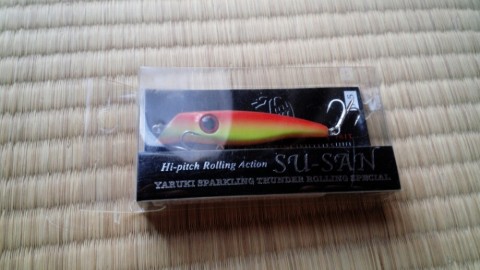 Hi-pitch Rolling Action SU-SAN
YARUKI SPARKLING THUNDER ROLLING SPECIAL